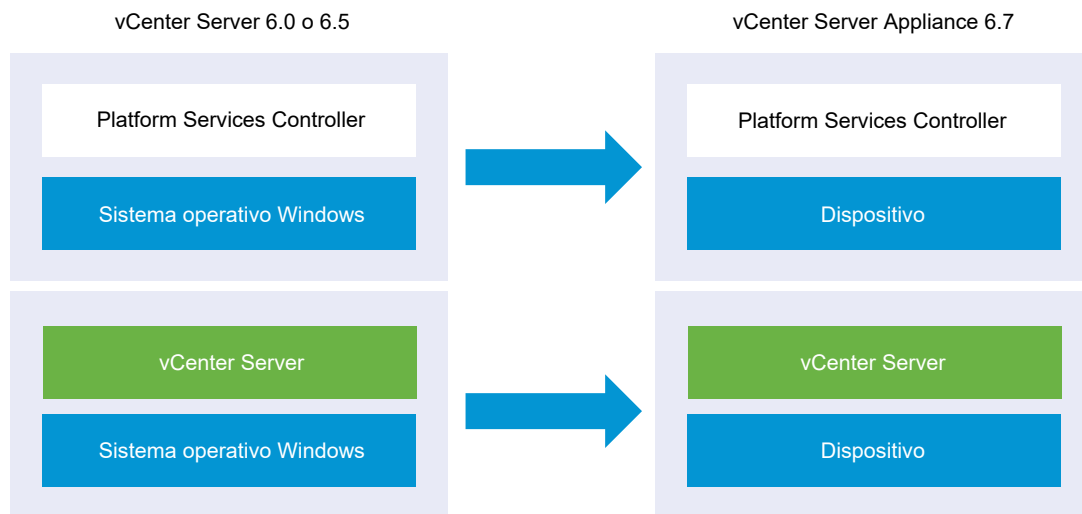 vCenter Server 6.0 o 6.5
vCenter Server Appliance 6.7
Platform Services Controller
Platform Services Controller
Sistema operativo Windows
Dispositivo
vCenter Server
vCenter Server
Sistema operativo Windows
Dispositivo